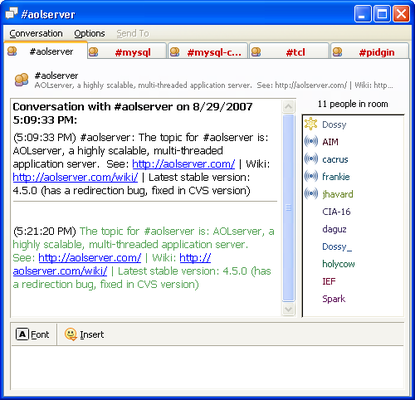 #aolserver
Conversation Options Send To
#aolserver #mysql #mysql-c... #tcl #pidgin
#aolserver
AOLserver, a highly scalable, multi-threaded application server. See: http://aolserver.com/ | Wiki: htt...
Conversation with #aolserver on 8/29/2007
5:09:33 PM:
(5:09:33 PM) #aolserver: The topic for #aolserver is:
AOLserver, a highly scalable, multi-threaded
application server. See: http://aolserver.com/ | Wiki:
http://aolserver.com/wiki/ | Latest stable version:
4.5.0 (has a redirection bug, fixed in CVS version)
(5:21:20 PM) The topic for #aolserver is: AOLserver, a
highly scalable, multi-threaded application server.
See: http://aolserver.com/ | Wiki: http://
aolserver.com/wiki/ | Latest stable version: 4.5.0 (has
a redirection bug, fixed in CVS version)
11 people in room
Dossy
AIM
cacrus
frankie
jhavard
CIA-16
daguz
Dossy_
holycow
IEF
Spark
Font Insert